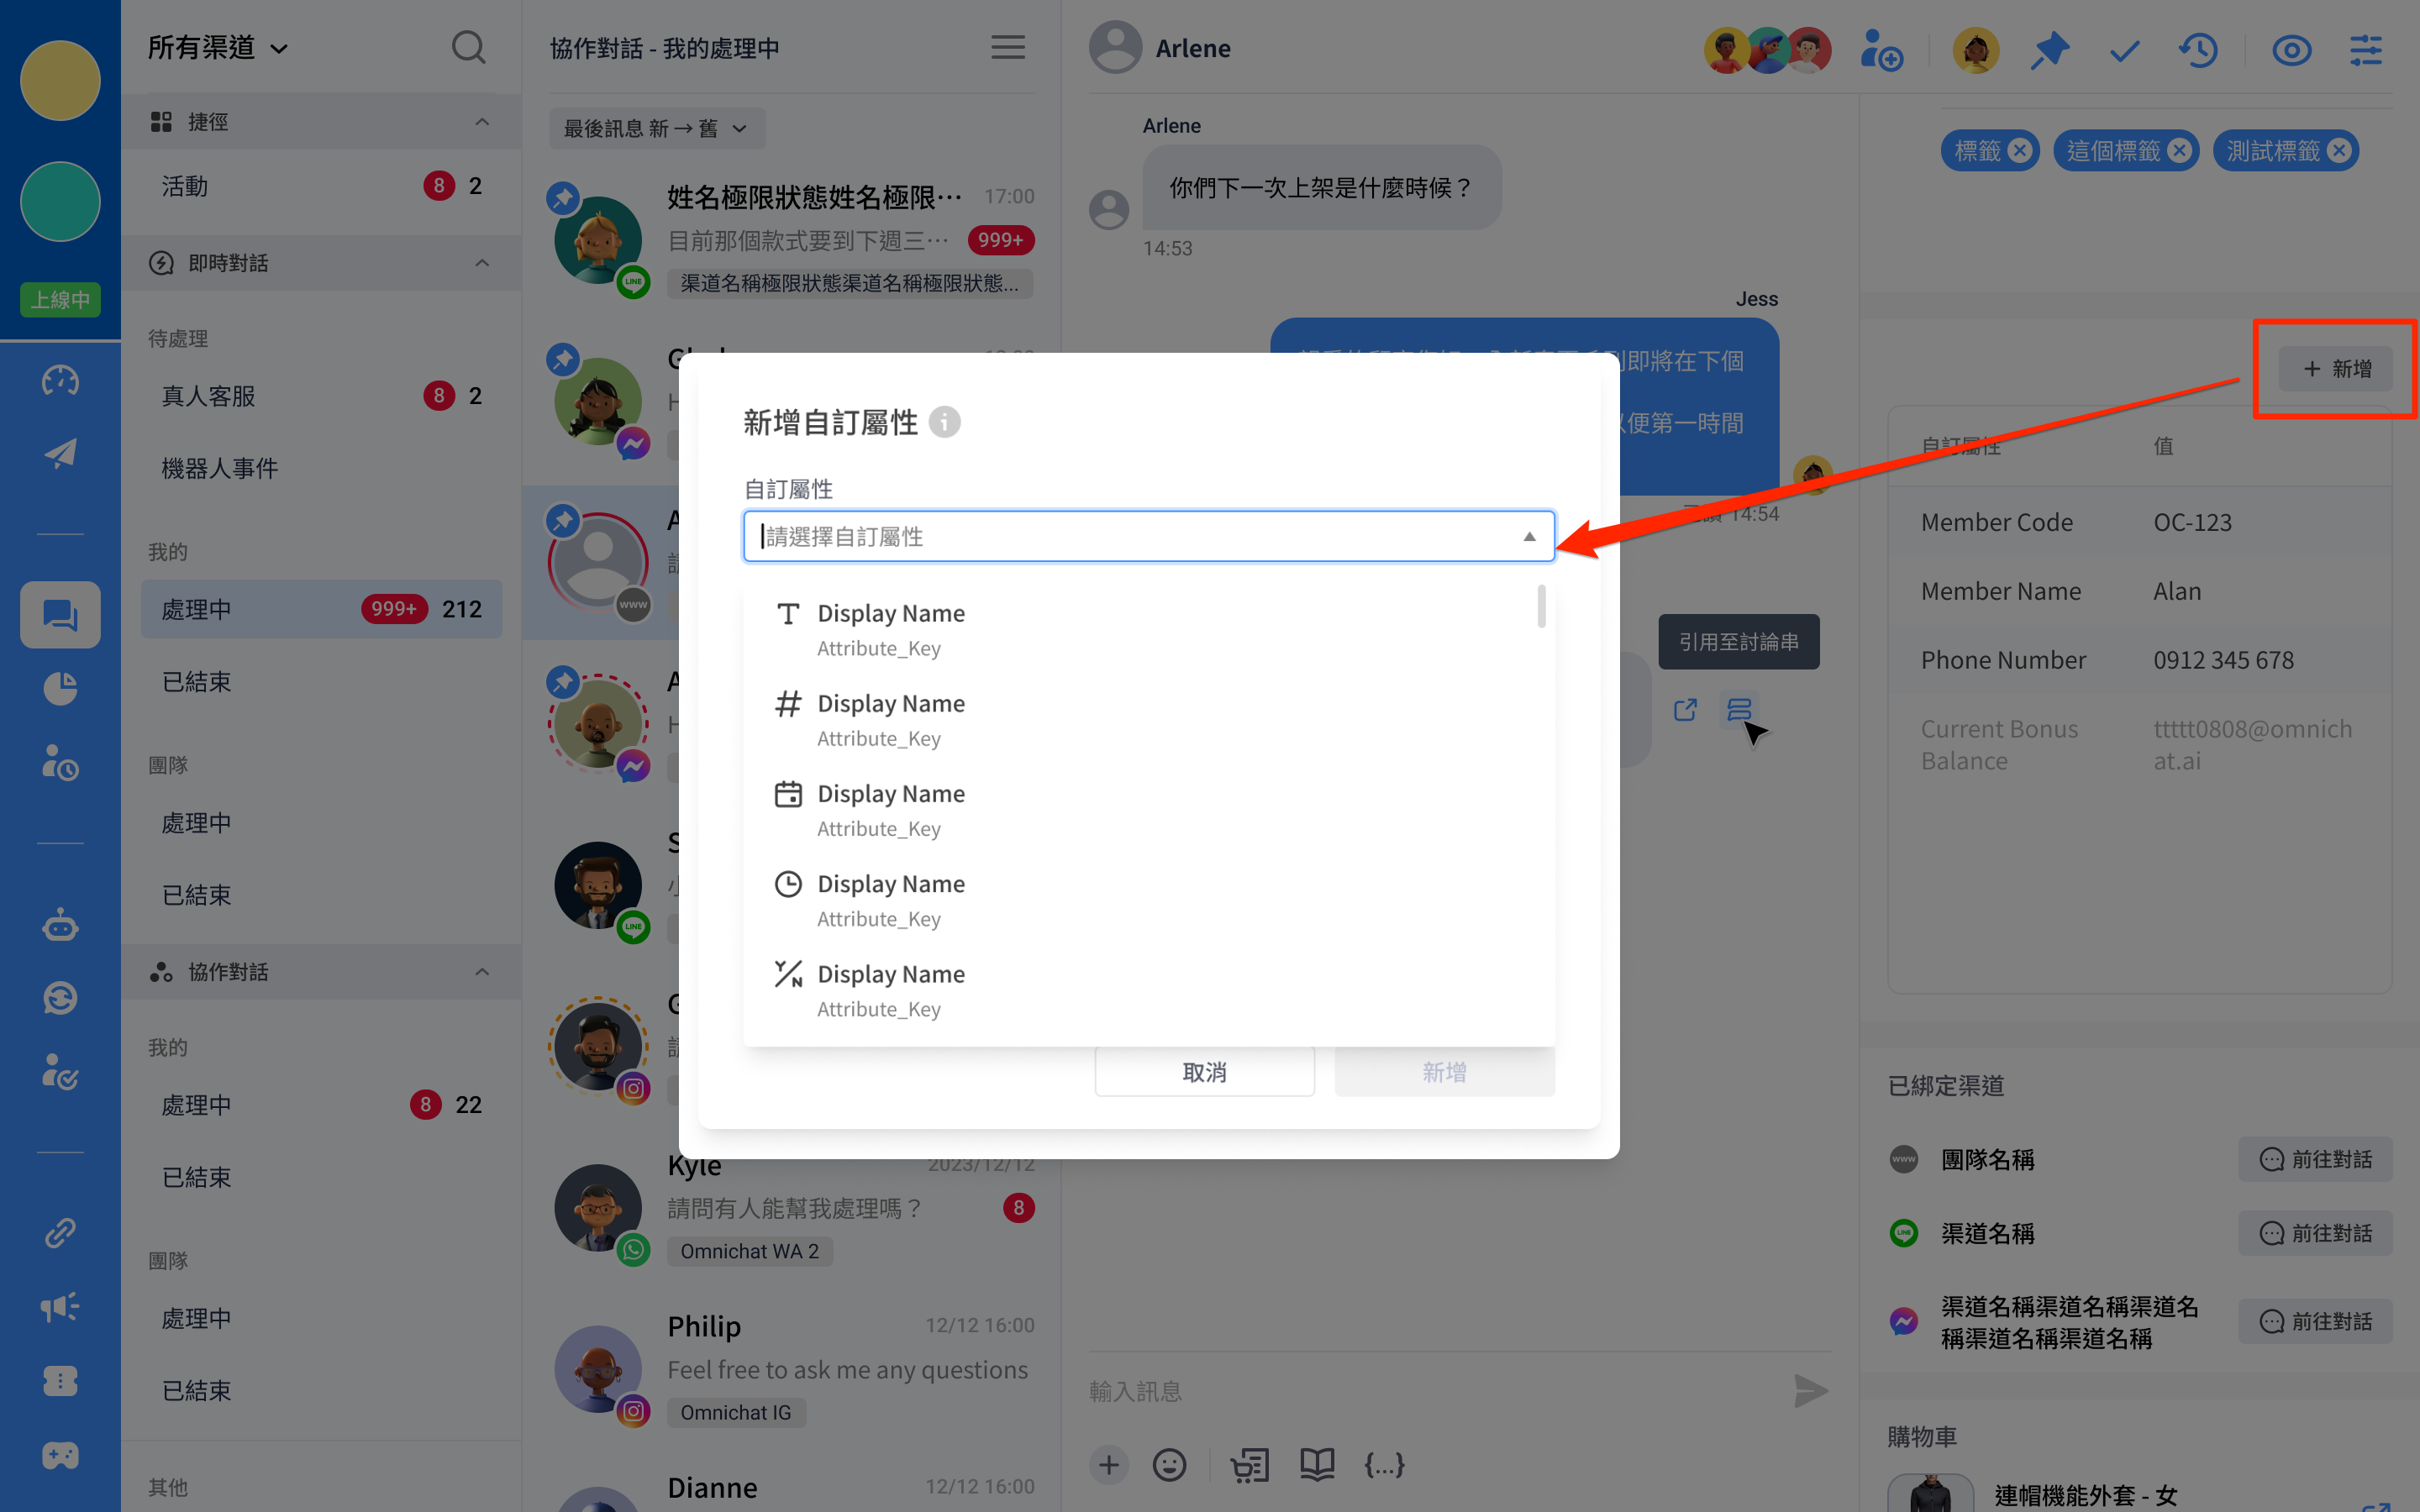 所有渠道
捷徑
活動 8 2
即時對話
上線中
待處理
真人客服 8 2
機器人事件
我的
處理中 999+ 212
已結束
團隊
處理中
已結束
協作對話
我的
處理中 8 22
已結束
團隊
處理中
已結束
其他
協作對話 - 我的處理中
最後訊息 新 → 舊
姓名極限狀態姓名極限… 17:00
目前那個款式要到下週三… 999+
LINE
渠道名稱極限狀態渠道名稱極限狀態...
www
LINE
Kyle 2023/12/12
請問有人能幫我處理嗎？ 8
Omnichat WA 2
Philip 12/12 16:00
Feel free to ask me any questions
Omnichat IG
Dianne 12/12 16:00
Arlene
Arlene
你們下一次上架是什麼時候？
14:53
Jess
即將在下個
便第一時間
14:54
引用至討論串
輸入訊息
{...}
新增自訂屬性 i
自訂屬性
請選擇自訂屬性
Display Name
Attribute_Key
Display Name
Attribute_Key
Display Name
Attribute_Key
Display Name
Attribute_Key
Y/N Display Name
Attribute_Key
取消 新增
標籤 這個標籤 測試標籤
+ 新增
自訂屬性 值
Member Code OC-123
Member Name Alan
Phone Number 0912 345 678
Current Bonus
Balance
ttttt0808@omnich
at.ai
已綁定渠道
www 團隊名稱 前往對話
LINE 渠道名稱 前往對話
渠道名稱渠道名稱渠道名
稱渠道名稱渠道名稱
前往對話
購物車
連帽機能外套 - 女